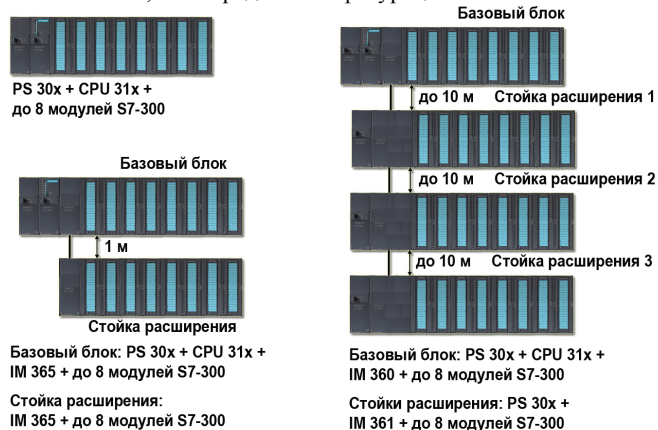 PS 30x + CPU 31x +
до 8 модулей S7-300
Базовый блок
1 м
Стойка расширения
Базовый блок: PS 30x + CPU 31x +
IM 365 + до 8 модулей S7-300
Стойка расширения:
IM 365 + до 8 модулей S7-300
Базовый блок
до 10 м Стойка расширения 1
до 10 м Стойка расширения 2
до 10 м Стойка расширения 3
Базовый блок: PS 30x + CPU 31x +
IM 360 + до 8 модулей S7-300
Стойки расширения: PS 30x +
IM 361 + до 8 модулей S7-300